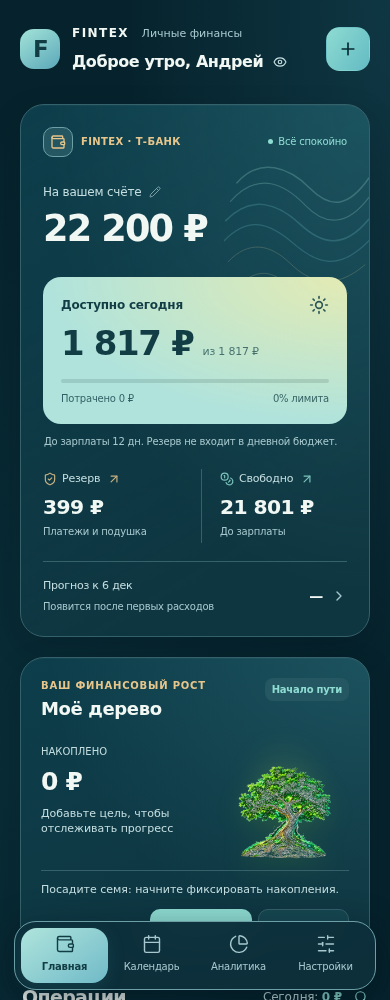 F
FINTEX Личные финансы
Доброе утро, Андрей
FINTEX · Т-БАНК
Всё спокойно
На вашем счёте
22 200 ₽
Доступно сегодня
1 817 ₽ из 1 817 ₽
Потрачено 0 ₽
0% лимита
До зарплаты 12 дн. Резерв не входит в дневной бюджет.
Резерв
399 ₽
Платежи и подушка
Свободно
21 801 ₽
До зарплаты
Прогноз к 6 дек
Появится после первых расходов
—
ВАШ ФИНАНСОВЫЙ РОСТ
Начало пути
Моё дерево
НАКОПЛЕНО
0 ₽
Добавьте цель, чтобы
отслеживать прогресс
Посадите семя: начните фиксировать накопления.
Главная
Календарь
Аналитика
Настройки
Операции
Сегодня: 0 ₽